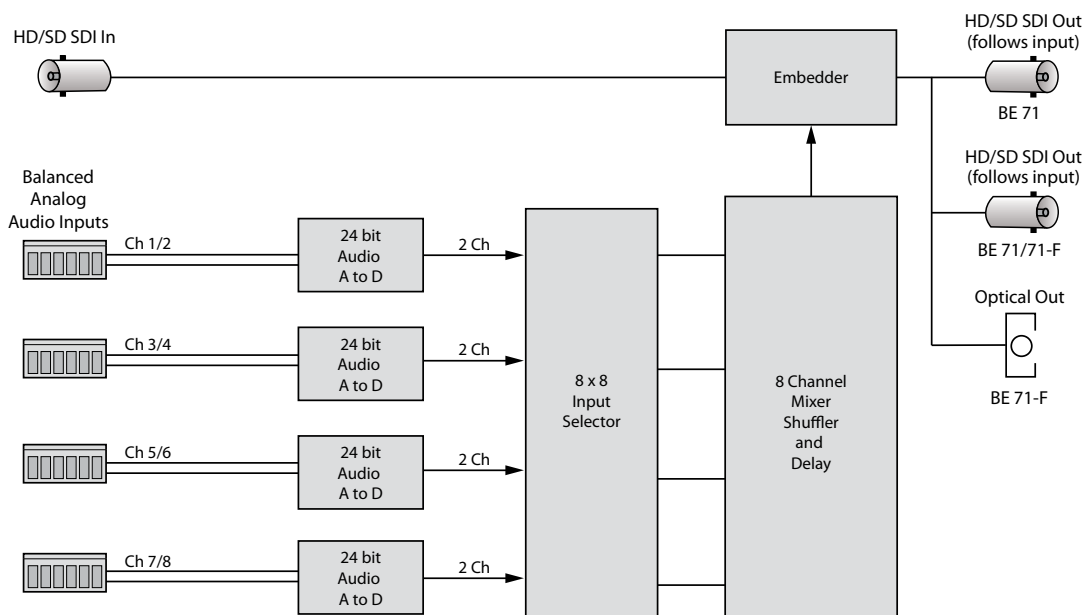 HD/SD SDI In
Embedder
HD/SD SDI Out
(follows input)
BE 71
HD/SD SDI Out
(follows input)
BE 71/71-F
Optical Out
BE 71-F
Balanced
Analog
Audio Inputs
Ch 1/2
24 bit
Audio
A to D
2 Ch
Ch 3/4
24 bit
Audio
A to D
2 Ch
Ch 5/6
24 bit
Audio
A to D
2 Ch
Ch 7/8
24 bit
Audio
A to D
2 Ch
8 x 8
Input
Selector
8 Channel
Mixer
Shuffler
and
Delay